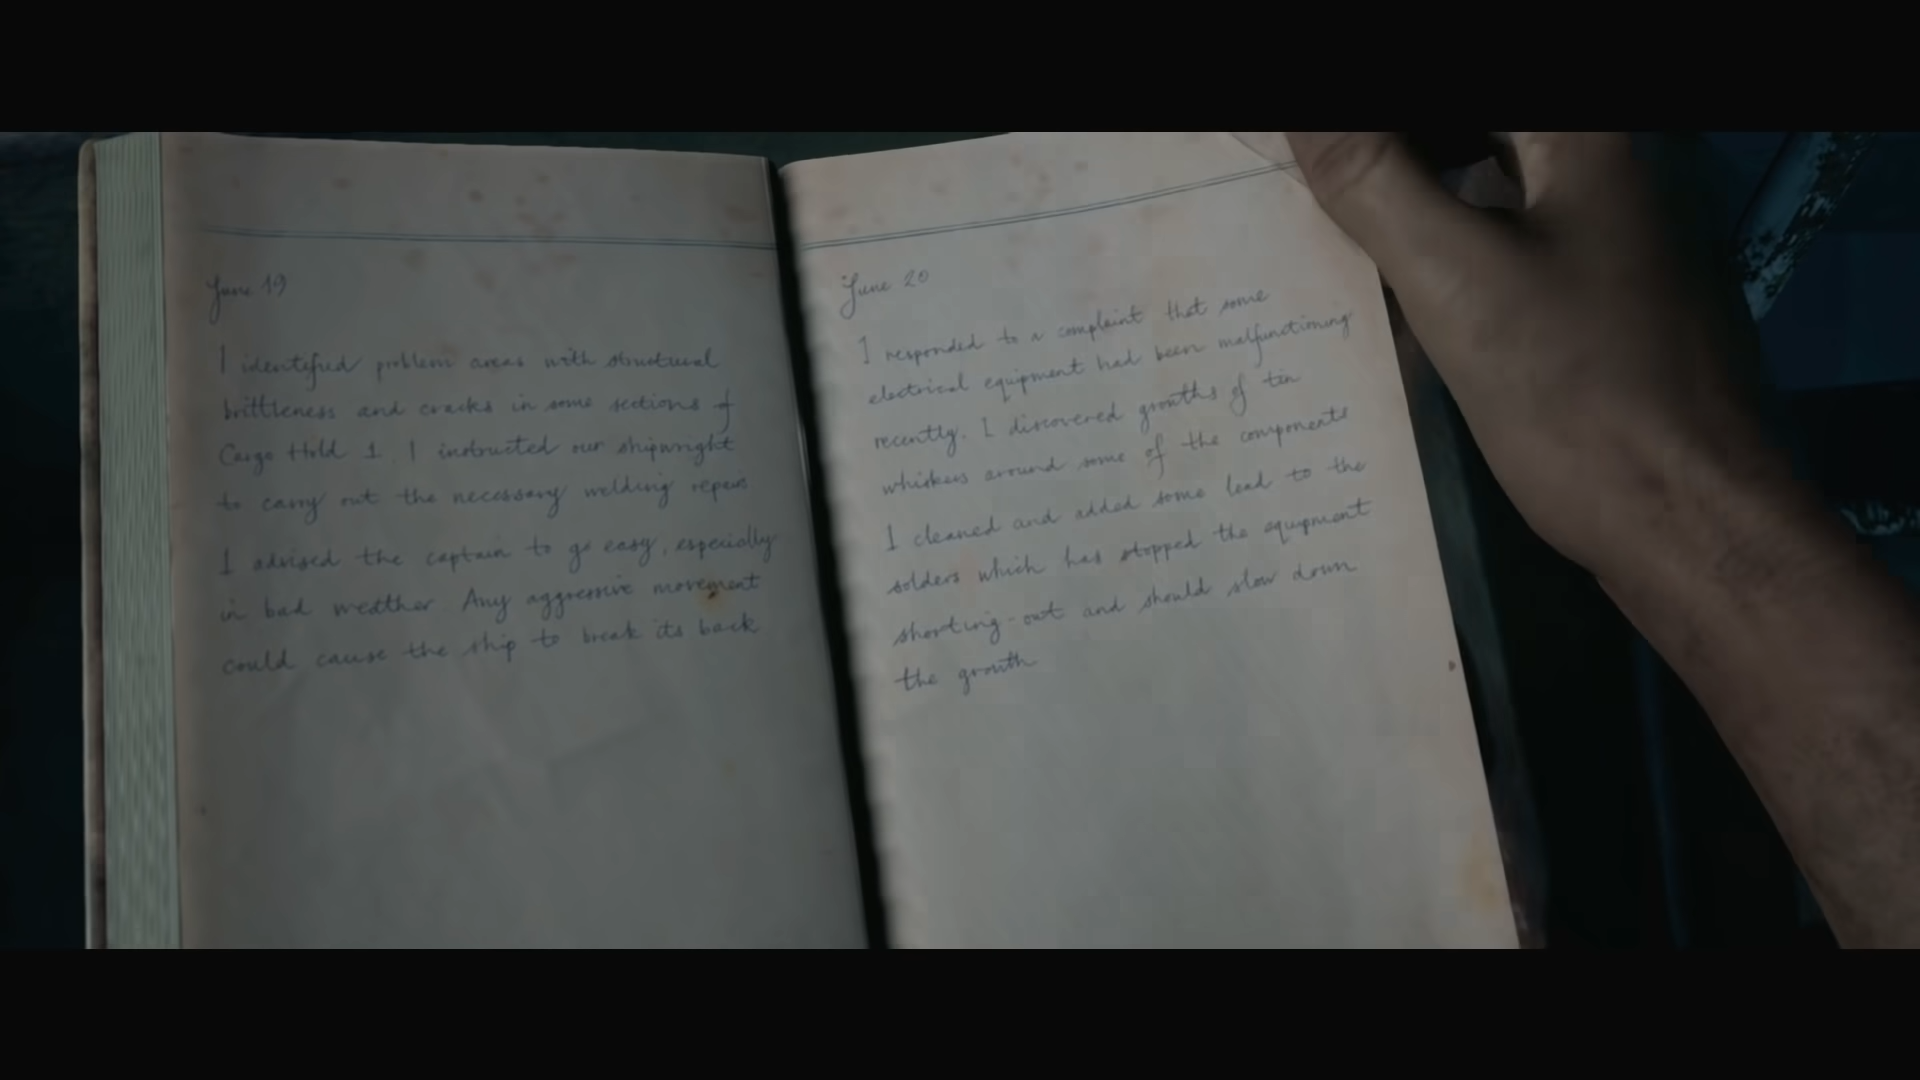 June 19
I identified problem areas with structural
brittleness and cracks in some sections of
Cargo Hold 1. I instructed our shipwright
to carry out the necessary welding repairs
I advised the captain to go easy, especially
in bad weather. Any aggressive movement
could cause the ship to break its back
June 20
I responded to a complaint that some
electrical equipment had been malfunctioning
recently. I discovered growths of tin
whiskers around some of the components
I cleaned and added some lead to the
solders which has stopped the equipment
shorting-out and should slow down
the growth